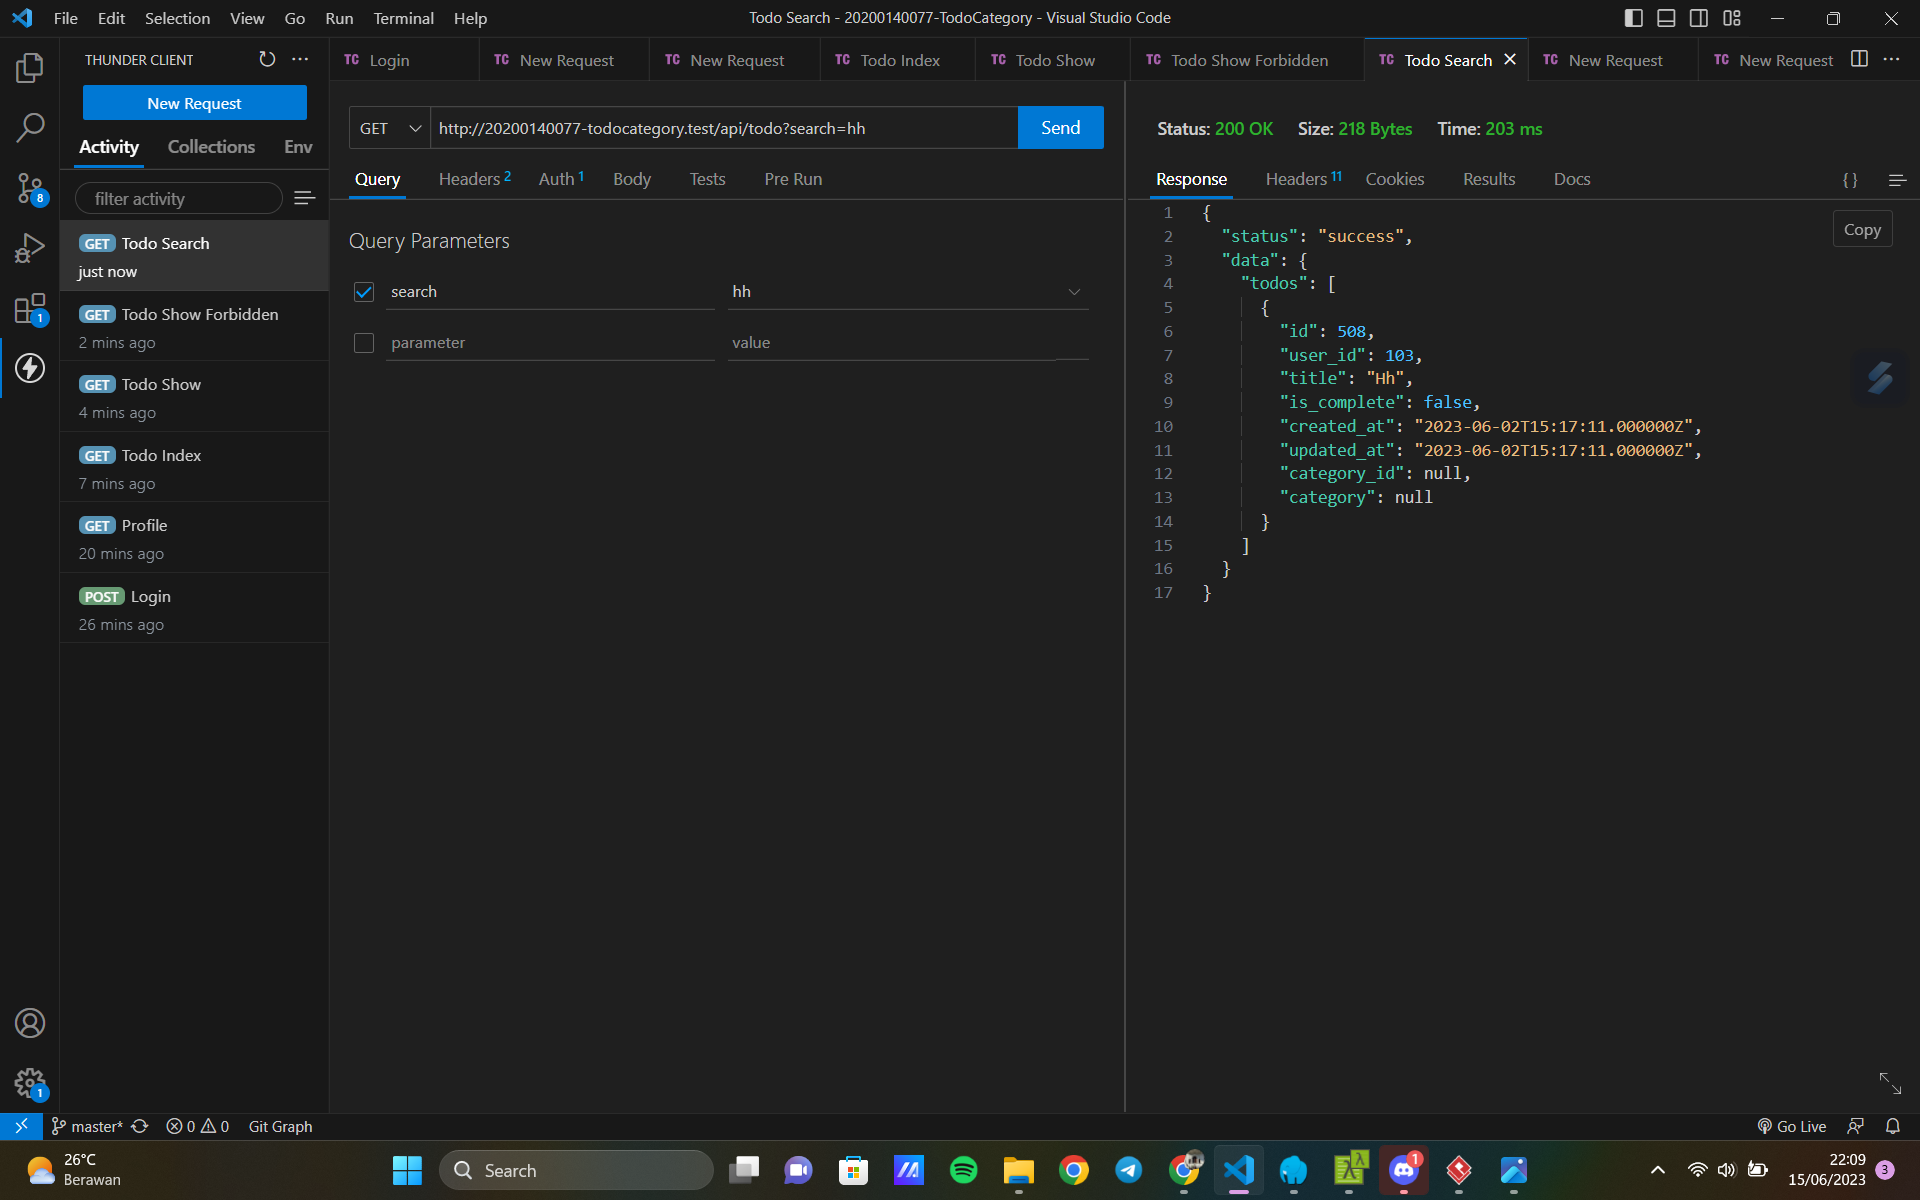 File Edit Selection View Go Run Terminal Help
Todo Search - 20200140077-TodoCategory - Visual Studio Code
THUNDER CLIENT
New Request
Activity Collections Env
filter activity
GET Todo Search
just now
GET Todo Show Forbidden
2 mins ago
GET Todo Show
4 mins ago
GET Todo Index
7 mins ago
GET Profile
20 mins ago
POST Login
26 mins ago
8
1
1
TC Login TC New Request TC New Request TC Todo Index TC Todo Show TC Todo Show Forbidden TC Todo Search TC New Request TC New Request
GET http://20200140077-todocategory.test/api/todo?search=hh Send
Query Headers 2 Auth 1 Body Tests Pre Run
Query Parameters
search hh
parameter value
Status: 200 OK Size: 218 Bytes Time: 203 ms
Response Headers 11 Cookies Results Docs {}
Copy
1 {
2 "status": "success",
3 "data": {
4 "todos": [
5 {
6 "id": 508,
7 "user_id": 103,
8 "title": "Hh",
9 "is_complete": false,
10 "created_at": "2023-06-02T15:17:11.000000Z",
11 "updated_at": "2023-06-02T15:17:11.000000Z",
12 "category_id": null,
13 "category": null
14 }
15 ]
16 }
17 }
master* 0 0 Git Graph
Go Live
26°C
Berawan
Search
1
22:09
15/06/2023
3